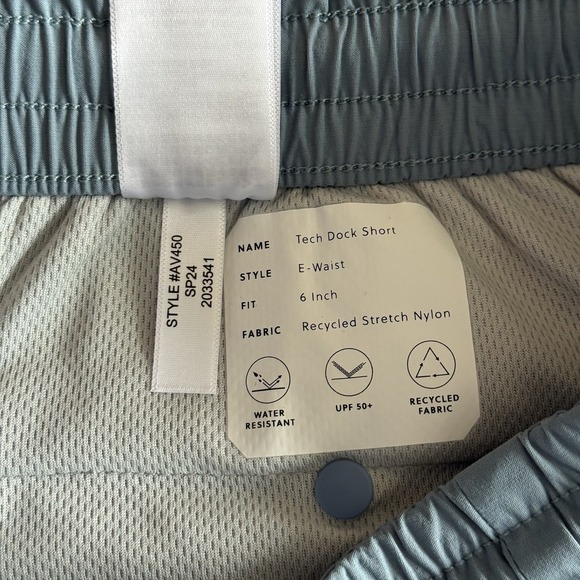 STYLE #AV450
SP24
2033541
NAME Tech Dock Short
STYLE E-Waist
FIT 6 Inch
FABRIC Recycled Stretch Nylon
WATER
RESISTANT
UPF 50+
RECYCLED
FABRIC